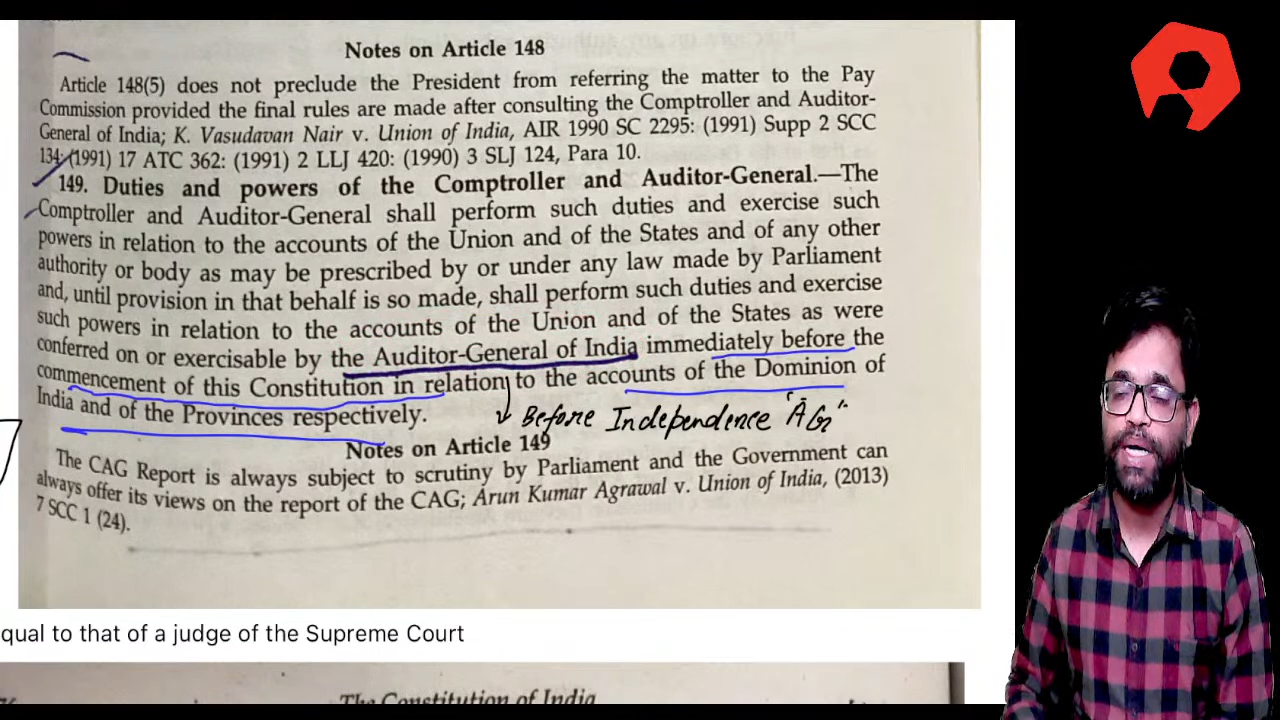 Notes on Article 148
Article 148(5) does not preclude the President from referring the matter to the Pay
Commission provided the final rules are made after consulting the Comptroller and Auditor-
General of India; K. Vasudavan Nair v. Union of India, AIR 1990 SC 2295: (1991) Supp 2 SCC
134: (1991) 17 ATC 362: (1991) 2 LLJ 420: (1990) 3 SLJ 124, Para 10.
149. Duties and powers of the Comptroller and Auditor-General.—The
Comptroller and Auditor-General shall perform such duties and exercise such
powers in relation to the accounts of the Union and of the States and of any other
authority or body as may be prescribed by or under any law made by Parliament
and, until provision in that behalf is so made, shall perform such duties and exercise
such powers in relation to the accounts of the Union and of the States as were
conferred on or exercisable by the Auditor-General of India immediately before the
commencement of this Constitution in relation to the accounts of the Dominion of
India and of the Provinces respectively.
Before Independence "AG"
Notes on Article 149
The CAG Report is always subject to scrutiny by Parliament and the Government can
always offer its views on the report of the CAG; Arun Kumar Agrawal v. Union of India, (2013)
7 SCC 1 (24).
qual to that of a judge of the Supreme Court
The Constitution of India